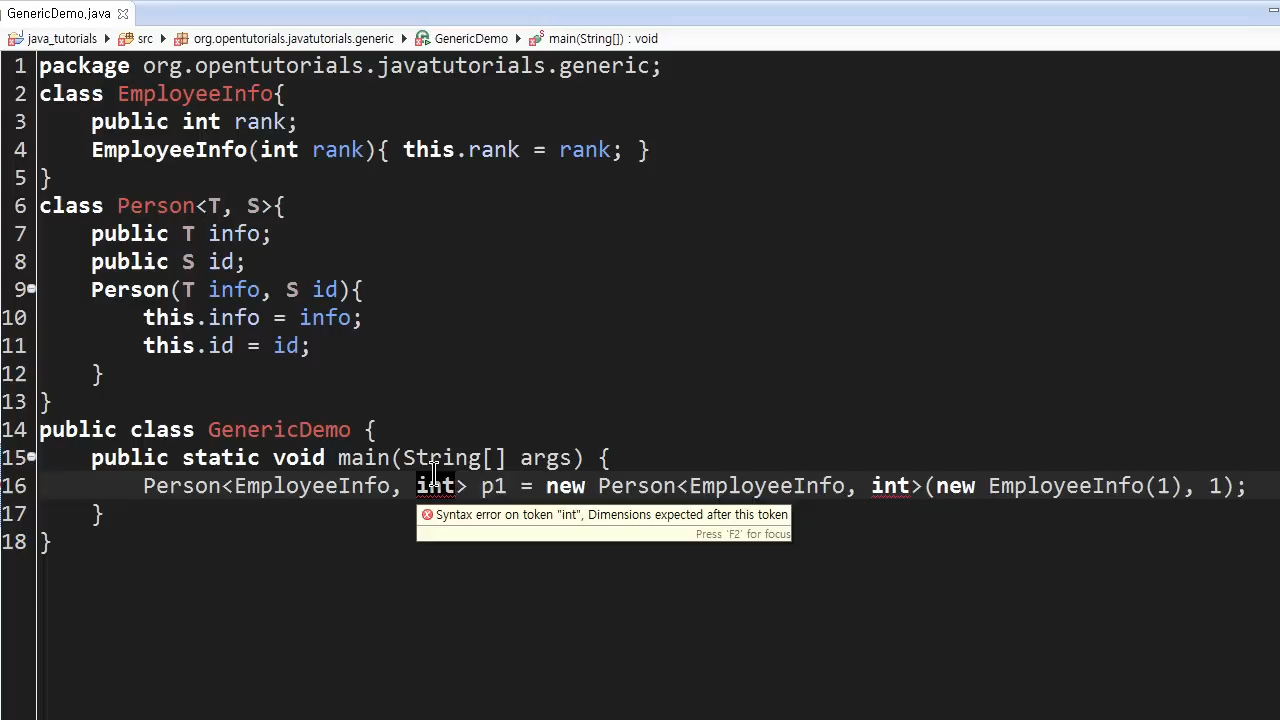 GenericDemo.java
java_tutorials src org.opentutorials.javatutorials.generic GenericDemo main(String[]) : void
1 package org.opentutorials.javatutorials.generic;
2 class EmployeeInfo{
3 public int rank;
4 EmployeeInfo(int rank){ this.rank = rank; }
5 }
6 class Person<T, S>{
7 public T info;
8 public S id;
9 Person(T info, S id){
10 this.info = info;
11 this.id = id;
12 }
13 }
14 public class GenericDemo {
15 public static void main(String[] args) {
16 Person<EmployeeInfo, int> p1 = new Person<EmployeeInfo, int>(new EmployeeInfo(1), 1);
Syntax error on token "int", Dimensions expected after this token
Press 'F2' for focus
17 }
18 }